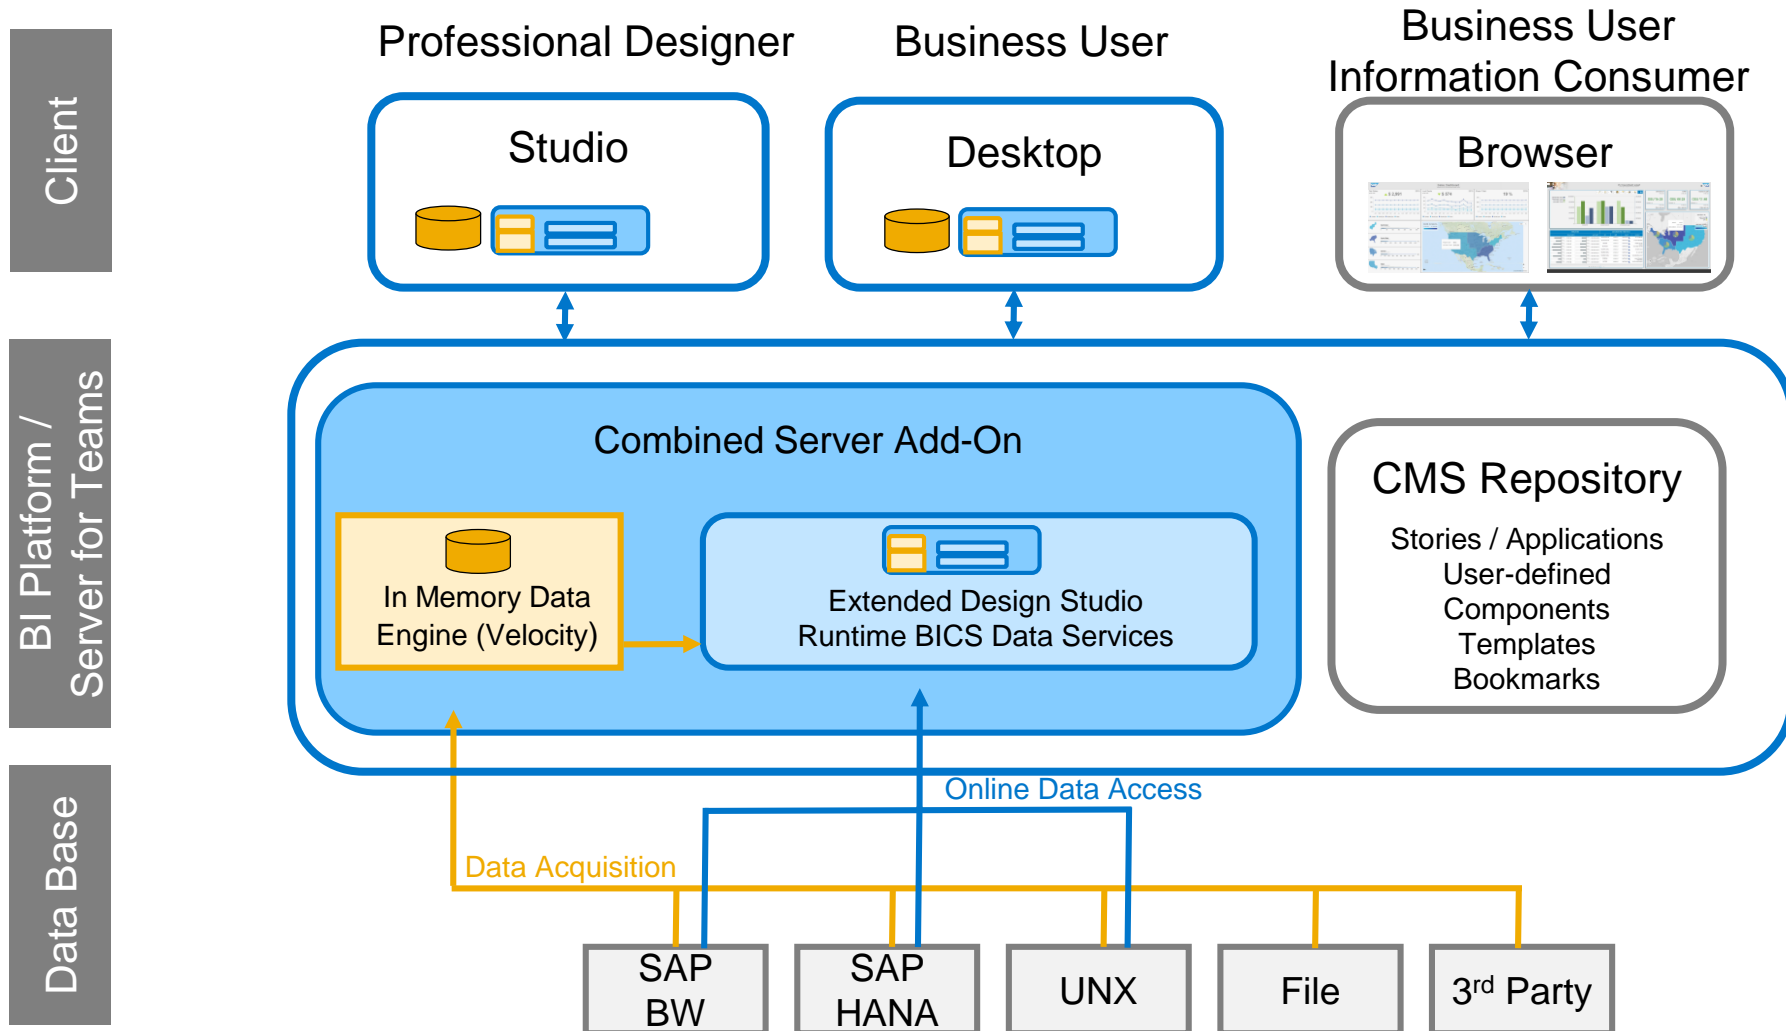 Professional Designer
Business User
Business User
Information Consumer
Client
Studio
Desktop
Browser
BI Platform /
Server for Teams
Combined Server Add-On
In Memory Data
Engine (Velocity)
Extended Design Studio
Runtime BICS Data Services
CMS Repository
Stories / Applications
User-defined
Components
Templates
Bookmarks
Data Base
Online Data Access
Data Acquisition
SAP
BW
SAP
HANA
UNX
File
3rd Party